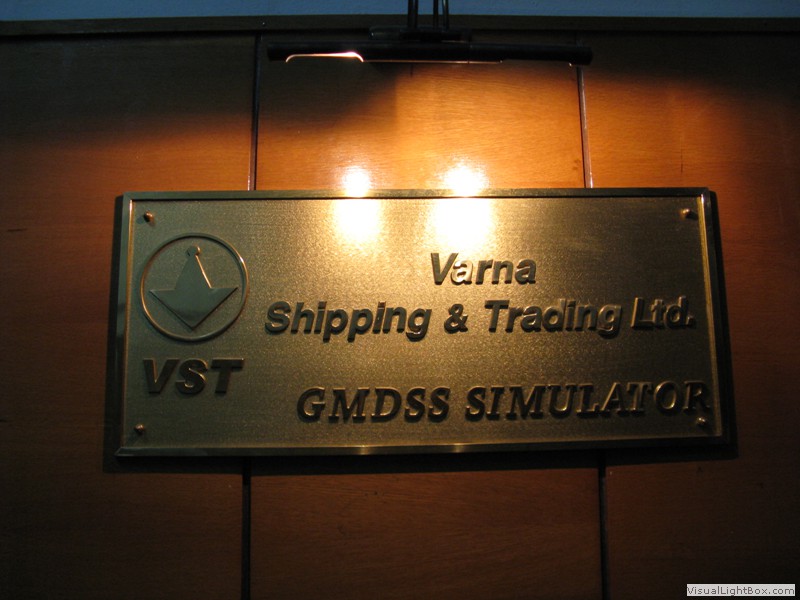 Varna
Shipping & Trading Ltd.
VST
GMDSS SIMULATOR
VisualLightBox.com